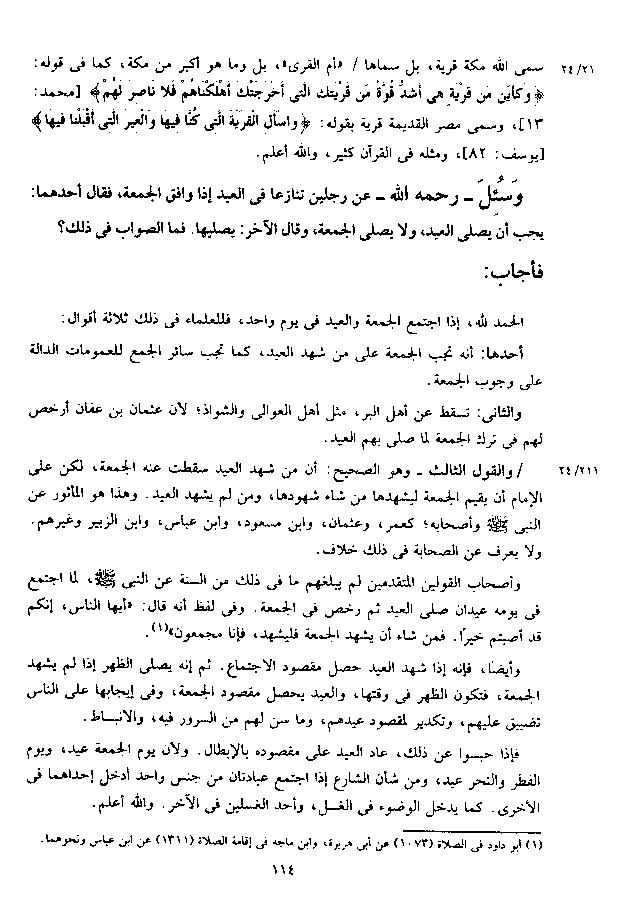 ٢٤/٢١ سمى الله مكة قرية، بل سماها / «أم القرى»، بل وما هو أكبر من مكة، كما فى قوله:
﴿وَكَأَيِّن مِّن قَرْيَةٍ هِىَ أَشَدُّ قُوَّةً مِّن قَرْيَتِكَ الَّتِى أَخْرَجَتْكَ أَهْلَكْنَاهُمْ فَلا نَاصِرَ لَهُمْ﴾ [محمد:
١٣]، وسمى مصر القديمة قرية بقوله: ﴿وَاسْأَلِ الْقَرْيَةَ الَّتِى كُنَّا فِيهَا وَالْعِيرَ الَّتِى أَقْبَلْنَا فِيهَا﴾
[يوسف: ٨٢]، ومثله فى القرآن كثير، والله أعلم.
وَسُئِلَ ـ رحمه الله ـ عن رجلين تنازعا فى العيد إذا وافق الجمعة، فقال أحدهما:
يجب أن يصلى العيد، ولا يصلى الجمعة، وقال الآخر: يصليها. فما الصواب فى ذلك؟
فأجاب:
الحمد لله، إذا اجتمع الجمعة والعيد فى يوم واحد، فللعلماء فى ذلك ثلاثة أقوال:
أحدها: أنه تجب الجمعة على من شهد العيد، كما تجب سائر الجمع للعمومات الدالة
على وجوب الجمعة.
والثانى: تسقط عن أهل البر، مثل أهل العوالى والشواذ؛ لأن عثمان بن عفان أرخص
لهم فى ترك الجمعة لما صلى بهم العيد.
٢٤/٢١١ / والقول الثالث ـ وهو الصحيح: أن من شهد العيد سقطت عنه الجمعة، لكن على
الإمام أن يقيم الجمعة ليشهدها من شاء شهودها، ومن لم يشهد العيد. وهذا هو المأثور عن
النبى ﷺ وأصحابه؛ كعمر، وعثمان، وابن مسعود، وابن عباس، وابن الزبير وغيرهم.
ولا يعرف عن الصحابة فى ذلك خلاف.
وأصحاب القولين المتقدمين لم يبلغهم ما فى ذلك من السنة عن النبى ﷺ، لما اجتمع
فى يومه عيدان صلى العيد ثم رخص فى الجمعة. وفى لفظ أنه قال: «أيها الناس، إنكم
قد أصبتم خيرًا. فمن شاء أن يشهد الجمعة فليشهد، فإنا مجمعون»(١).
وأيضا، فإنه إذا شهد العيد حصل مقصود الاجتماع. ثم إنه يصلى الظهر إذا لم يشهد
الجمعة، فتكون الظهر فى وقتها، والعيد يحصل مقصود الجمعة، وفى إيجابها على الناس
تضييق عليهم، وتكدير لمقصود عيدهم، وما سن لهم من السرور فيه، والانبساط.
فإذا حبسوا عن ذلك، عاد العيد على مقصوده بالإبطال. ولأن يوم الجمعة عيد، ويوم
الفطر والنحر عيد، ومن شأن الشارع إذا اجتمع عبادتان من جنس واحد أدخل إحداهما فى
الأخرى. كما يدخل الوضوء فى الغسل، وأحد الغسلين فى الآخر. والله أعلم.
(١) أبو داود فى الصلاة (١٠٧٣) عن أبى هريرة، وابن ماجه فى إقامة الصلاة (١٣١١) عن ابن عباس ونحوهما.
١١٤